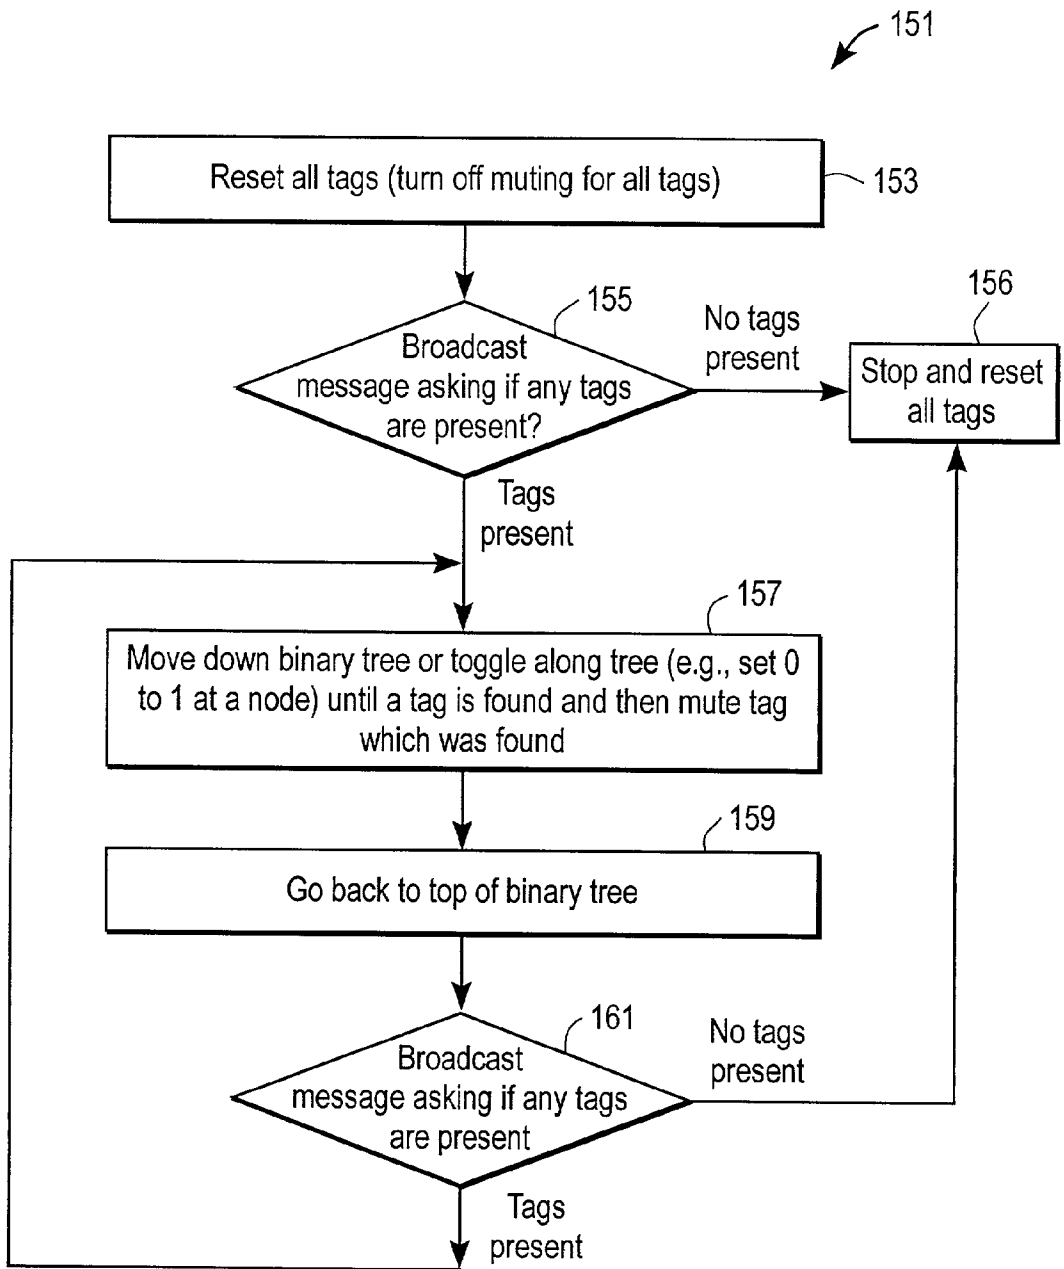 151
Reset all tags (turn off muting for all tags)
153
155
Broadcast
message asking if any tags
are present?
No tags
present
156
Stop and reset
all tags
Tags
present
157
Move down binary tree or toggle along tree (e.g., set 0
to 1 at a node) until a tag is found and then mute tag
which was found
159
Go back to top of binary tree
161
Broadcast
message asking if any tags
are present
No tags
present
Tags
present